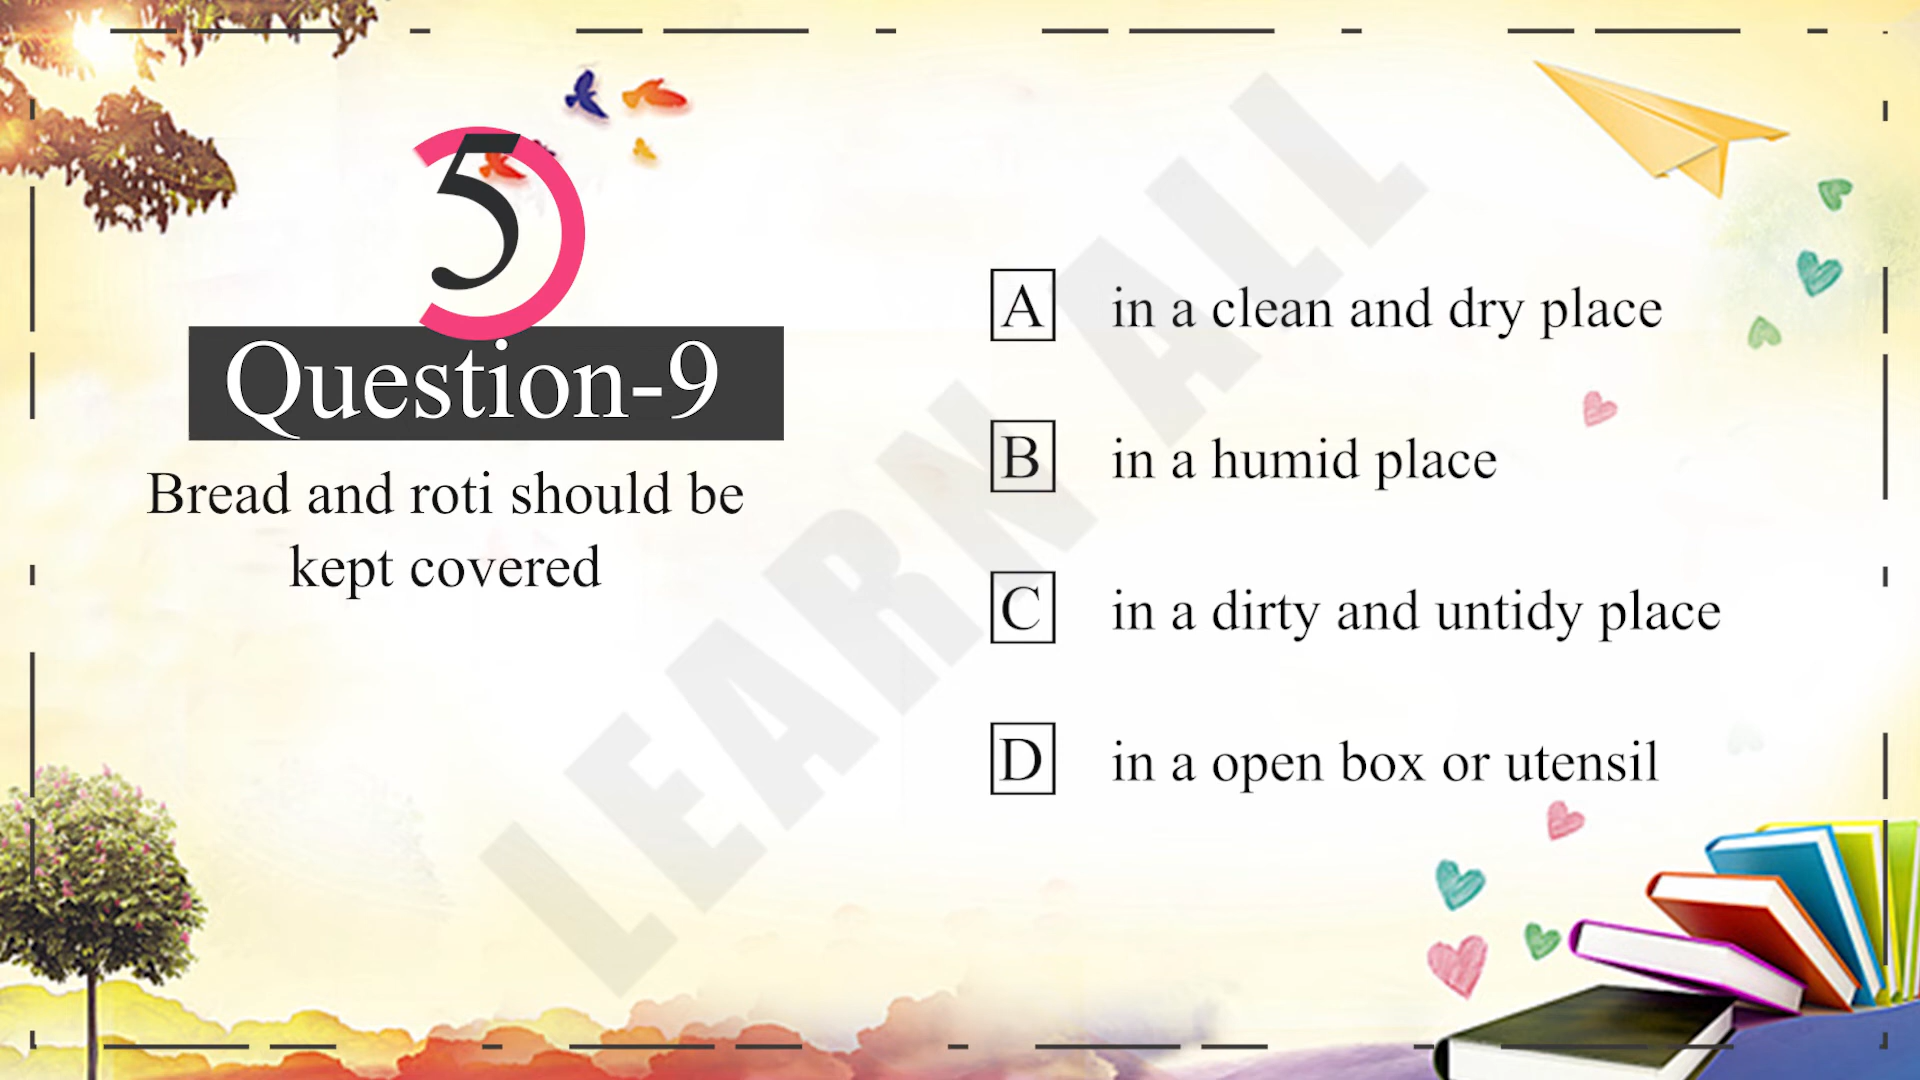 5
Question-9
Bread and roti should be
kept covered
A in a clean and dry place
B in a humid place
C in a dirty and untidy place
D in a open box or utensil
LEARN ALL